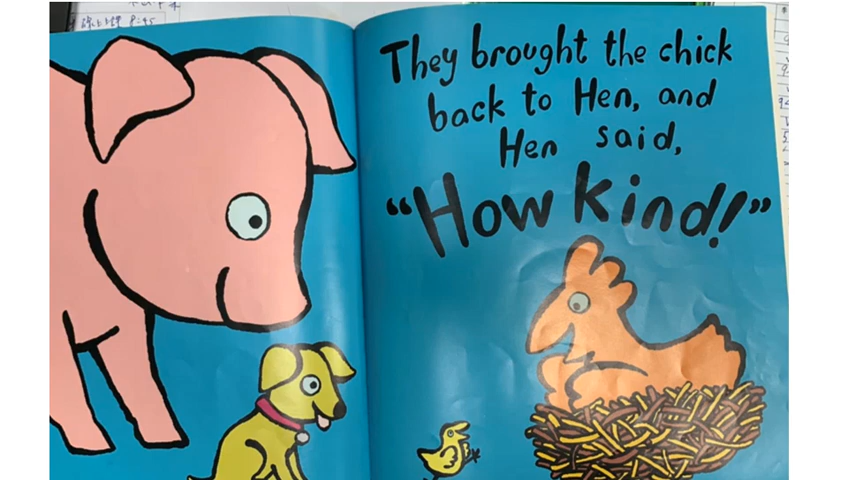 They brought the chick
back to Hen, and
Hen said,
“How kind!”